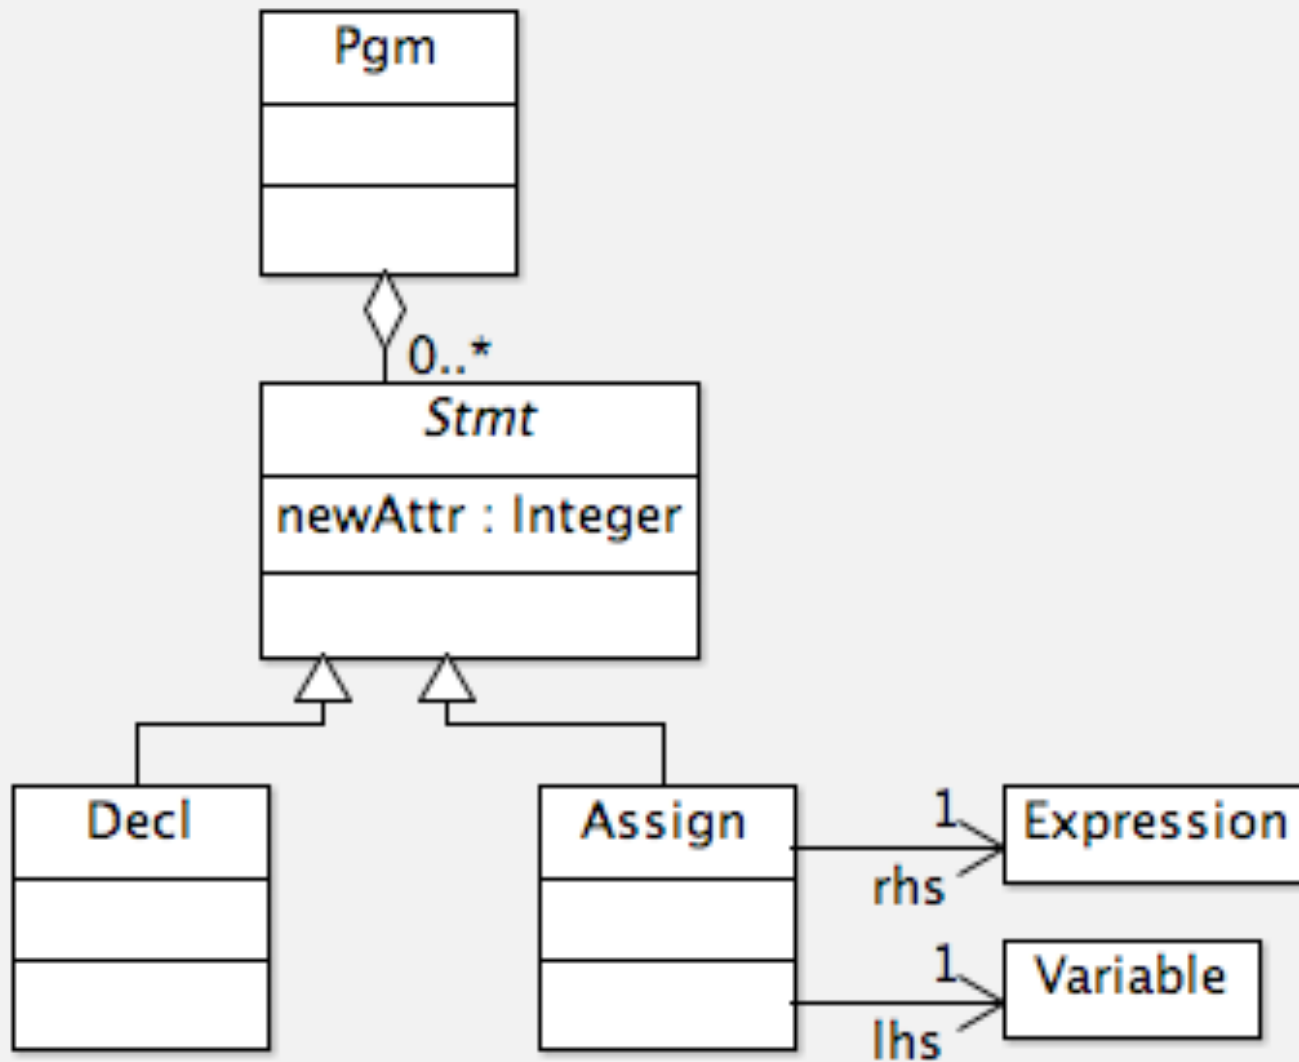 Pgm
0..*
Stmt
newAttr : Integer
Decl
Assign
1
rhs
Expression
1
lhs
Variable